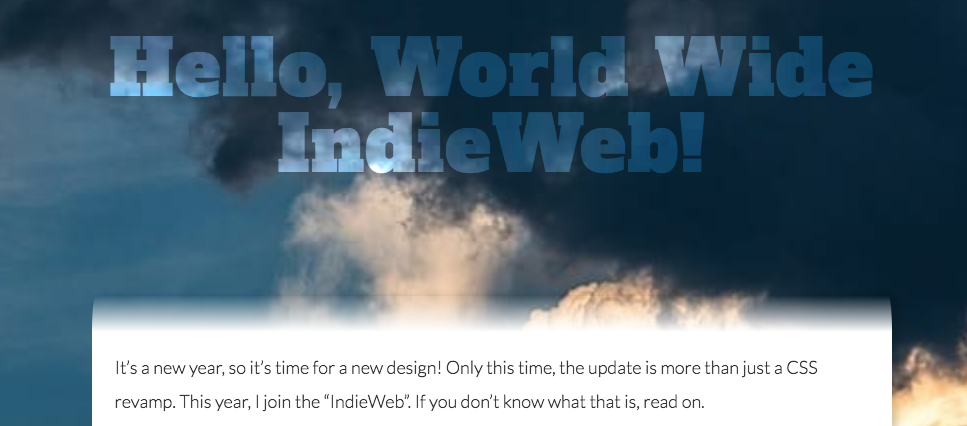 Hello, World Wide
IndieWeb!
It’s a new year, so it’s time for a new design! Only this time, the update is more than just a CSS
revamp. This year, I join the “IndieWeb”. If you don’t know what that is, read on.